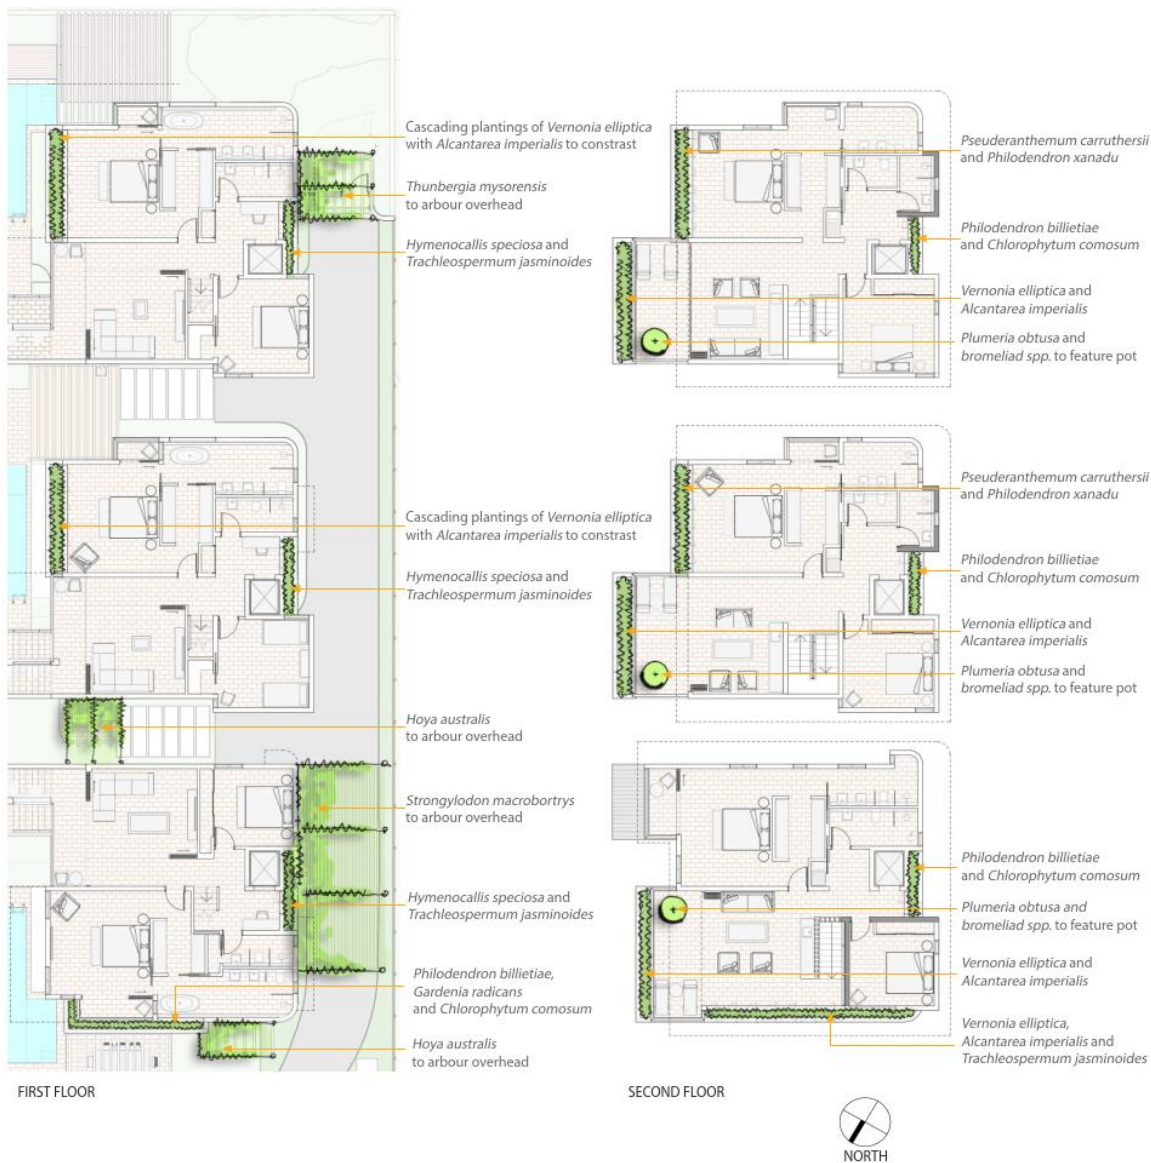 Cascading plantings of Vernonia elliptica
with Alcantarea imperialis to constrast
Thunbergia mysorensis
to arbour overhead
Hymenocallis speciosa and
Trachleospermum jasminoides
Cascading plantings of Vernonia elliptica
with Alcantarea imperialis to constrast
Hymenocallis speciosa and
Trachleospermum jasminoides
Hoya australis
to arbour overhead
Strongylodon macrobortrys
to arbour overhead
Hymenocallis speciosa and
Trachleospermum jasminoides
Philodendron billietiae,
Gardenia radicans
and Chlorophytum comosum
Hoya australis
to arbour overhead
FIRST FLOOR
Pseuderanthemum carruthersii
and Philodendron xanadu
Philodendron billietiae
and Chlorophytum comosum
Vernonia elliptica and
Alcantarea imperialis
Plumeria obtusa and
bromeliad spp. to feature pot
Pseuderanthemum carruthersii
and Philodendron xanadu
Philodendron billietiae
and Chlorophytum comosum
Vernonia elliptica and
Alcantarea imperialis
Plumeria obtusa and
bromeliad spp. to feature pot
Philodendron billietiae
and Chlorophytum comosum
Plumeria obtusa and
bromeliad spp. to feature pot
Vernonia elliptica and
Alcantarea imperialis
Vernonia elliptica,
Alcantarea imperialis and
Trachleospermum jasminoides
SECOND FLOOR
NORTH